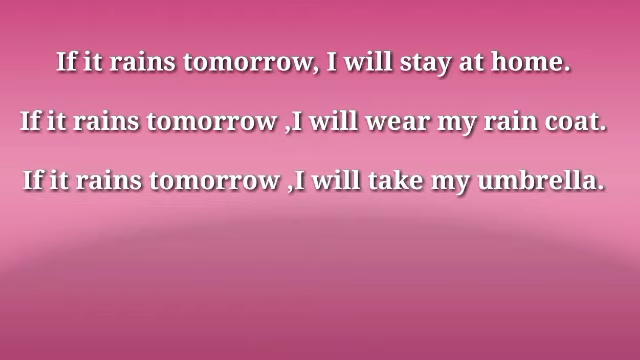 If it rains tomorrow, I will stay at home.
If it rains tomorrow ,I will wear my rain coat.
If it rains tomorrow ,I will take my umbrella.